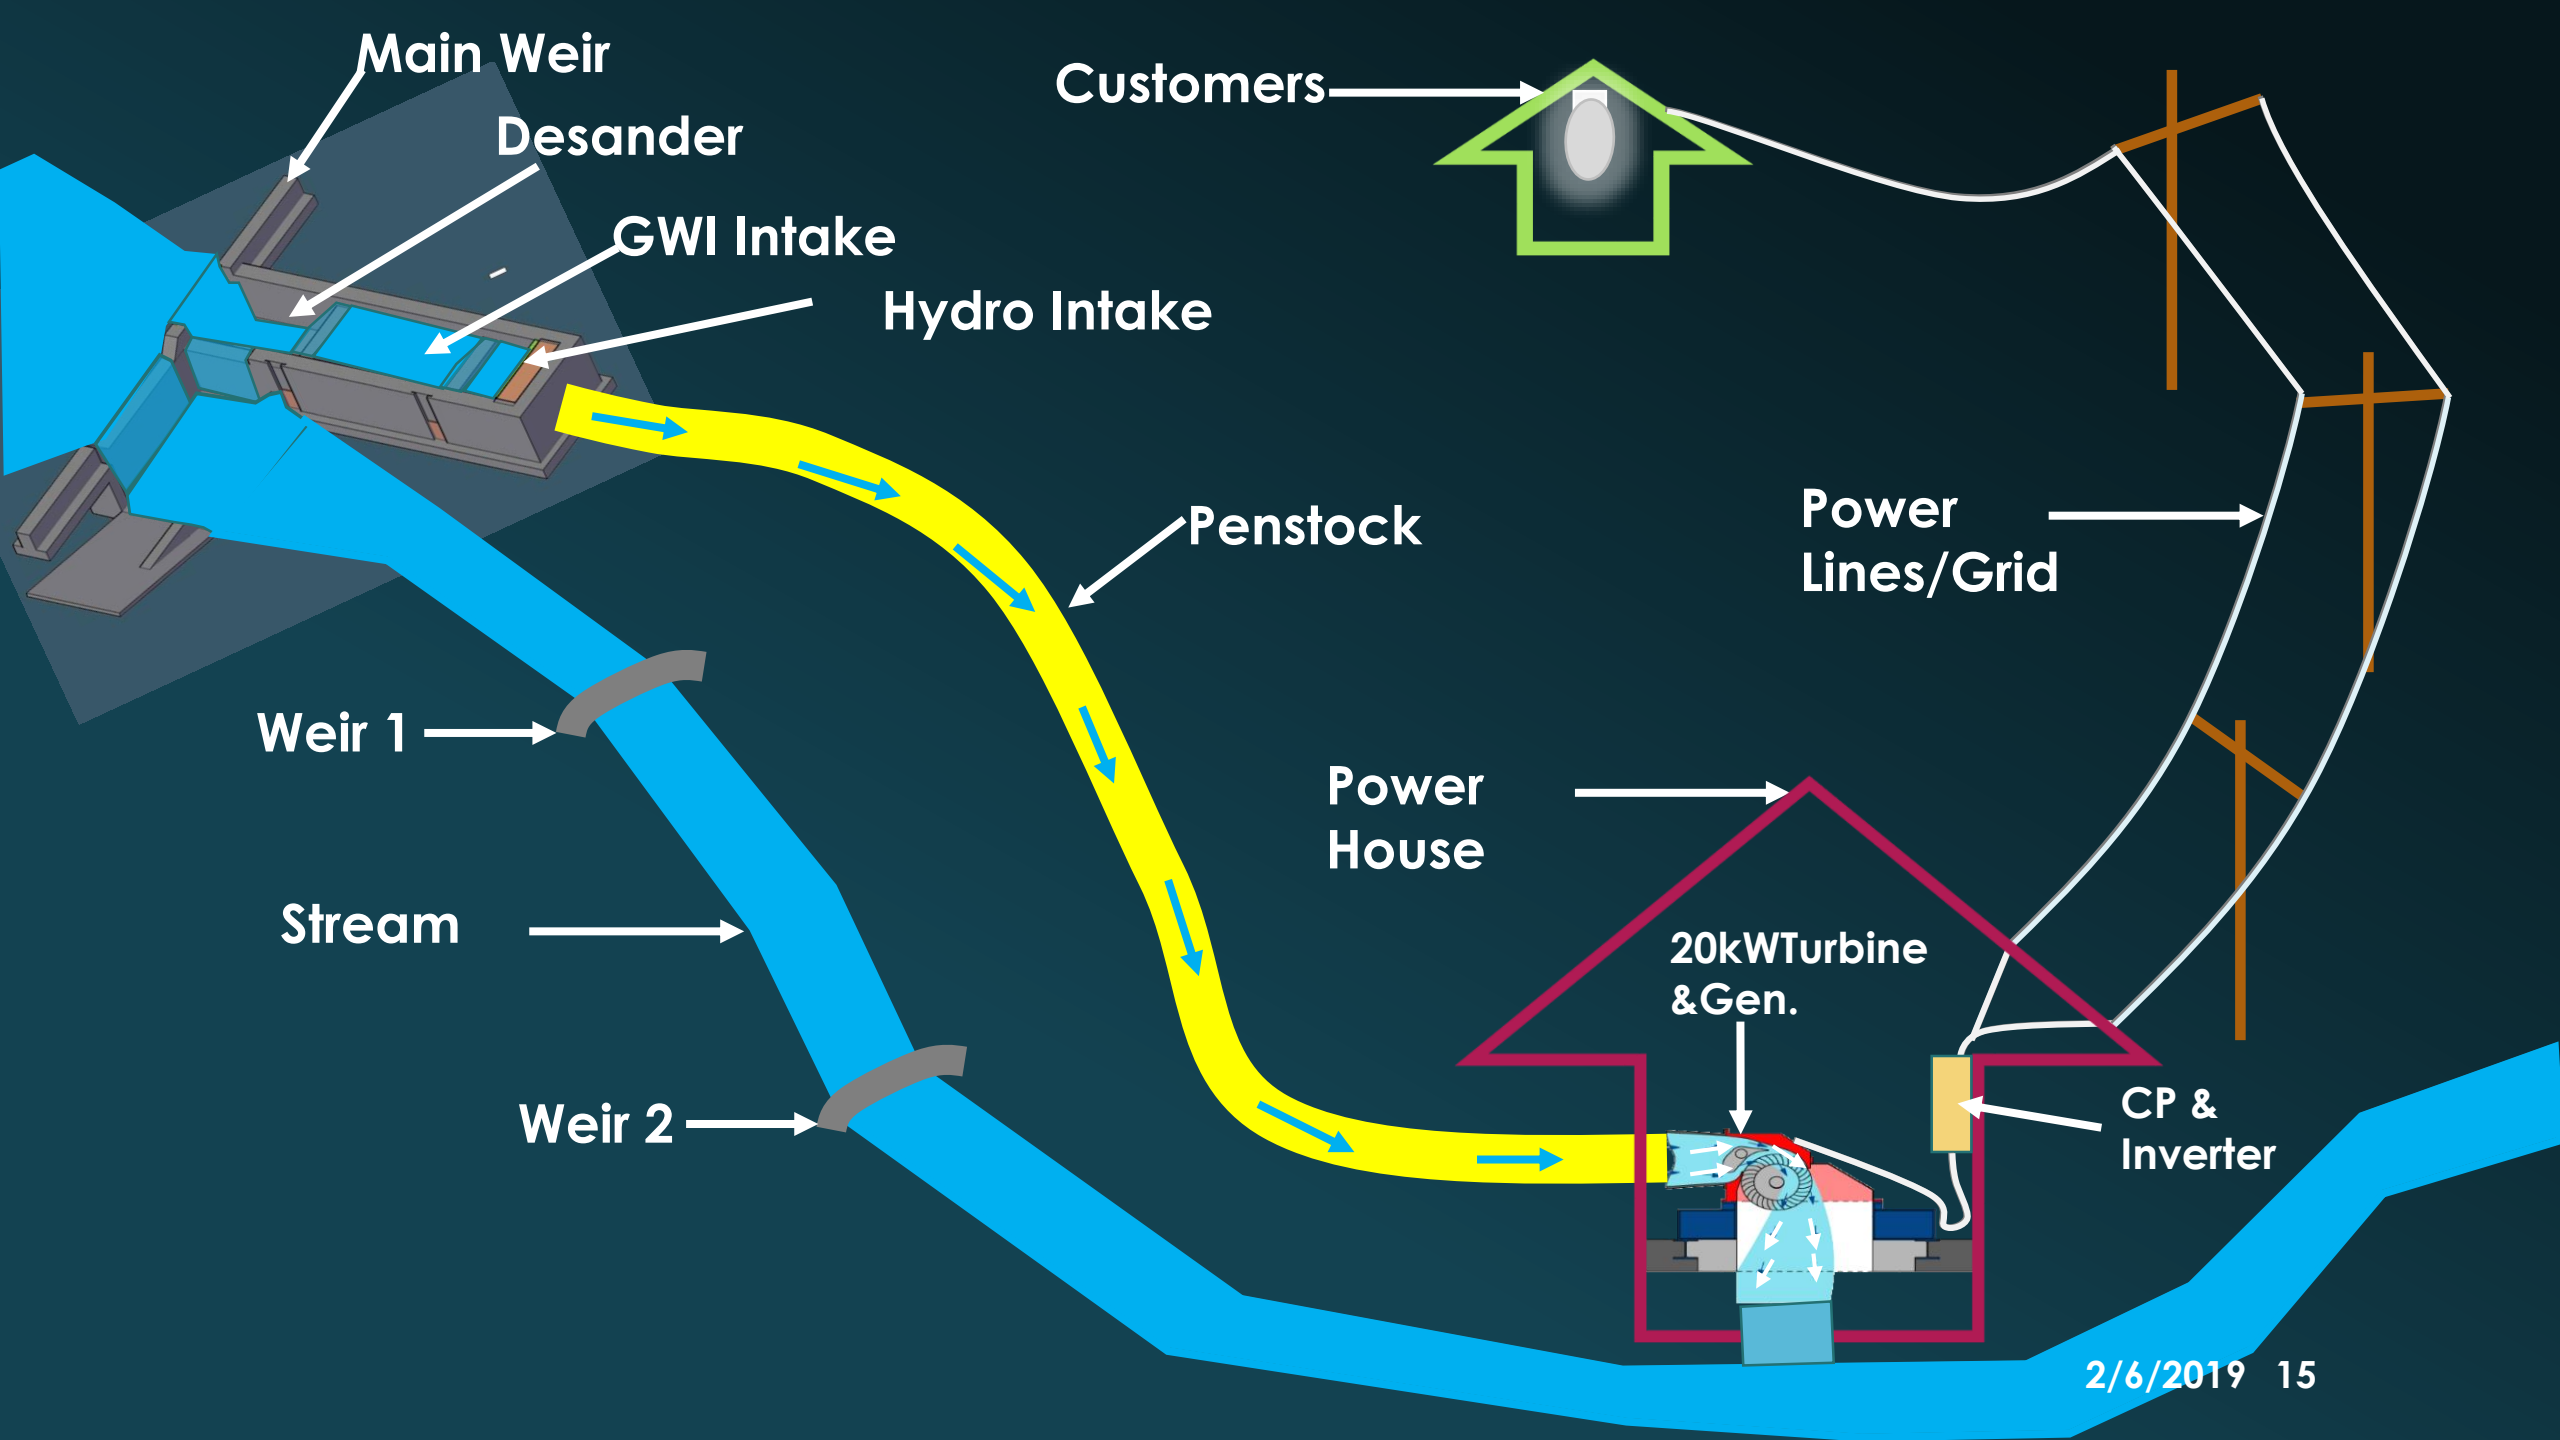 Main Weir
Desander
GWI Intake
Hydro Intake
Customers
Penstock
Power
Lines/Grid
Weir 1
Power
House
Stream
20kWTurbine
&Gen.
Weir 2
CP &
Inverter
2/6/2019 15